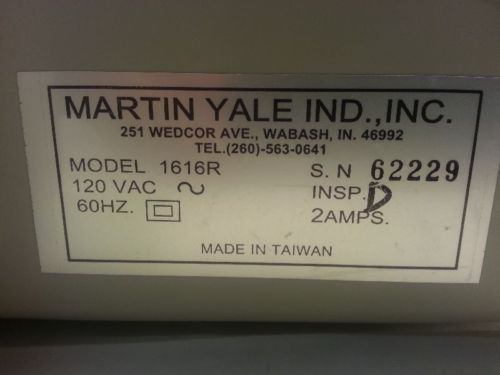 MARTIN YALE IND.,INC.
251 WEDCOR AVE., WABASH, IN. 46992
TEL.(260)-563-0641
MODEL 1616R S. N 62229
120 VAC ~ INSP. D
60HZ. 2AMPS.
MADE IN TAIWAN